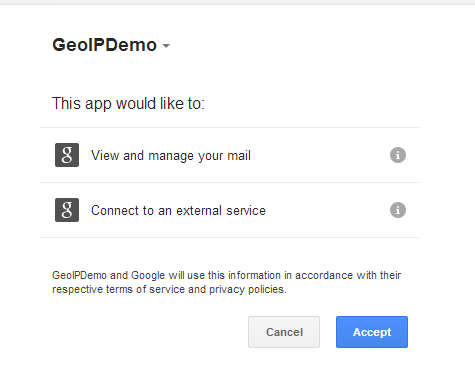 GeoIPDemo
This app would like to:
g View and manage your mail i
g Connect to an external service i
GeoIPDemo and Google will use this information in accordance with their
respective terms of service and privacy policies.
Cancel Accept